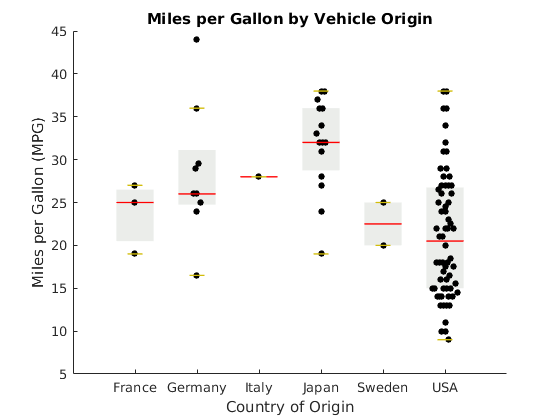 Miles per Gallon by Vehicle Origin
45
40
35
30
25
20
15
10
5
Miles per Gallon (MPG)
France Germany Italy Japan Sweden USA
Country of Origin